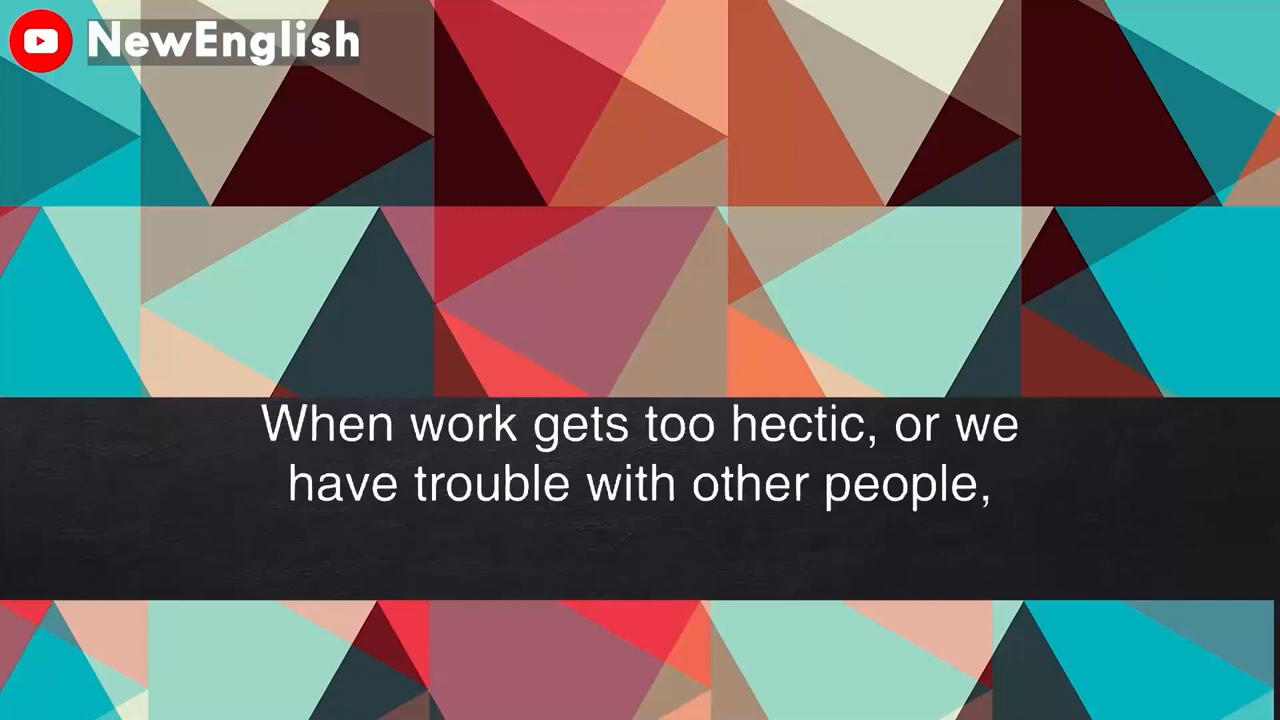 NewEnglish
When work gets too hectic, or we
have trouble with other people,